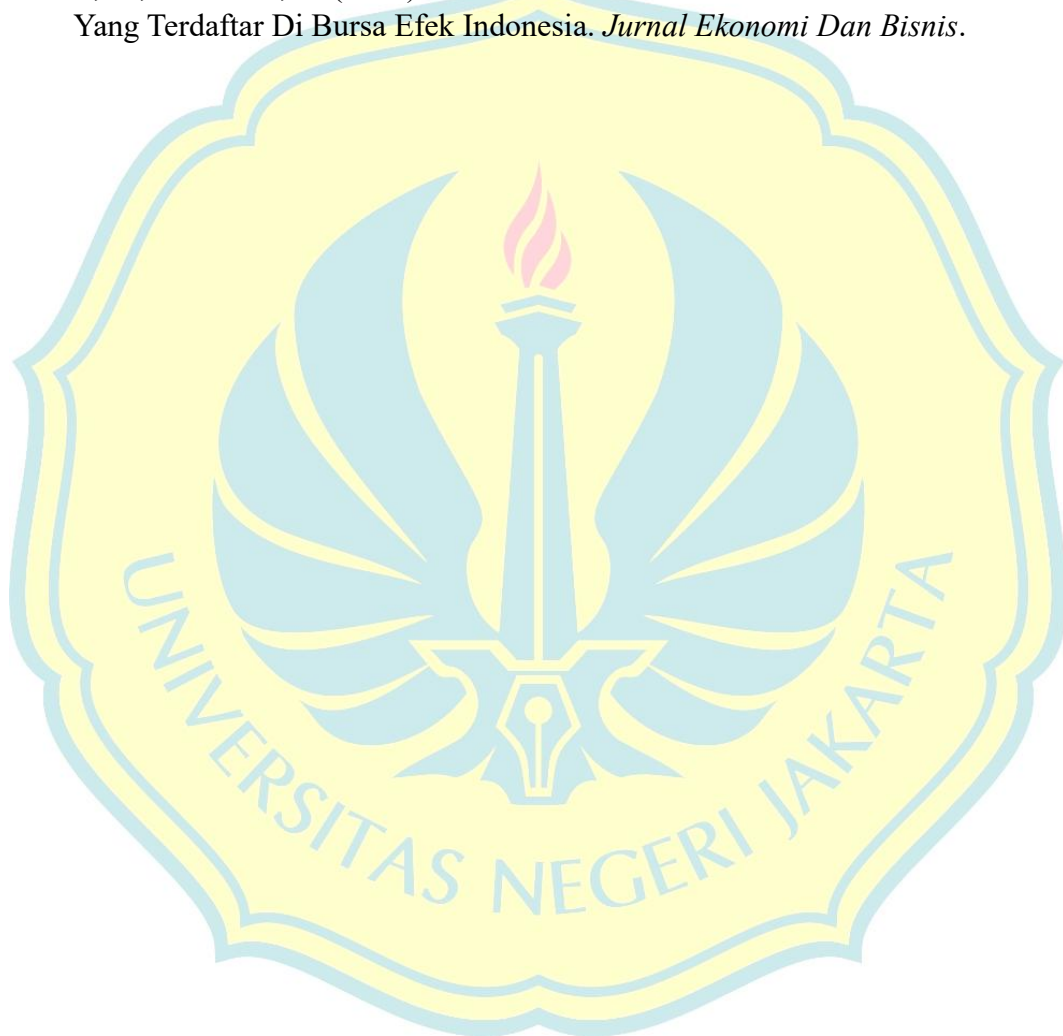 Yang Terdaftar Di Bursa Efek Indonesia. Jurnal Ekonomi Dan Bisnis.
UNIVERSITAS NEGERI JAKARTA